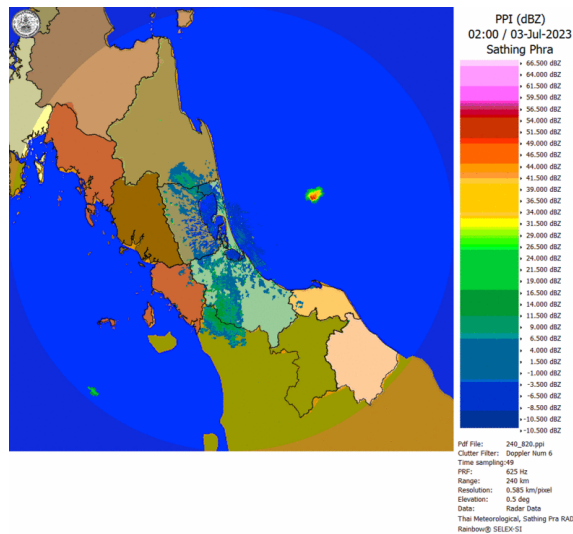 PPI (dBZ)
02:00 / 03-Jul-2023
Sathing Phra
66.500 dBZ
64.000 dBZ
61.500 dBZ
59.500 dBZ
56.500 dBZ
54.000 dBZ
51.500 dBZ
49.000 dBZ
46.500 dBZ
44.000 dBZ
41.500 dBZ
39.000 dBZ
36.500 dBZ
34.000 dBZ
31.500 dBZ
29.000 dBZ
26.500 dBZ
24.000 dBZ
21.500 dBZ
19.000 dBZ
16.500 dBZ
14.000 dBZ
11.500 dBZ
9.000 dBZ
6.500 dBZ
4.000 dBZ
1.500 dBZ
-1.000 dBZ
-3.500 dBZ
-6.500 dBZ
-8.500 dBZ
-10.500 dBZ
-10.500 dBZ
Pdf File: 240_820.ppi
Clutter Filter: Doppler Num 6
Time sampling:49
PRF: 625 Hz
Range: 240 km
Resolution: 0.585 km/pixel
Elevation: 0.5 deg
Data: Radar Data
Thai Meteorological, Sathing Pra RAD
Rainbow® SELEX-SI